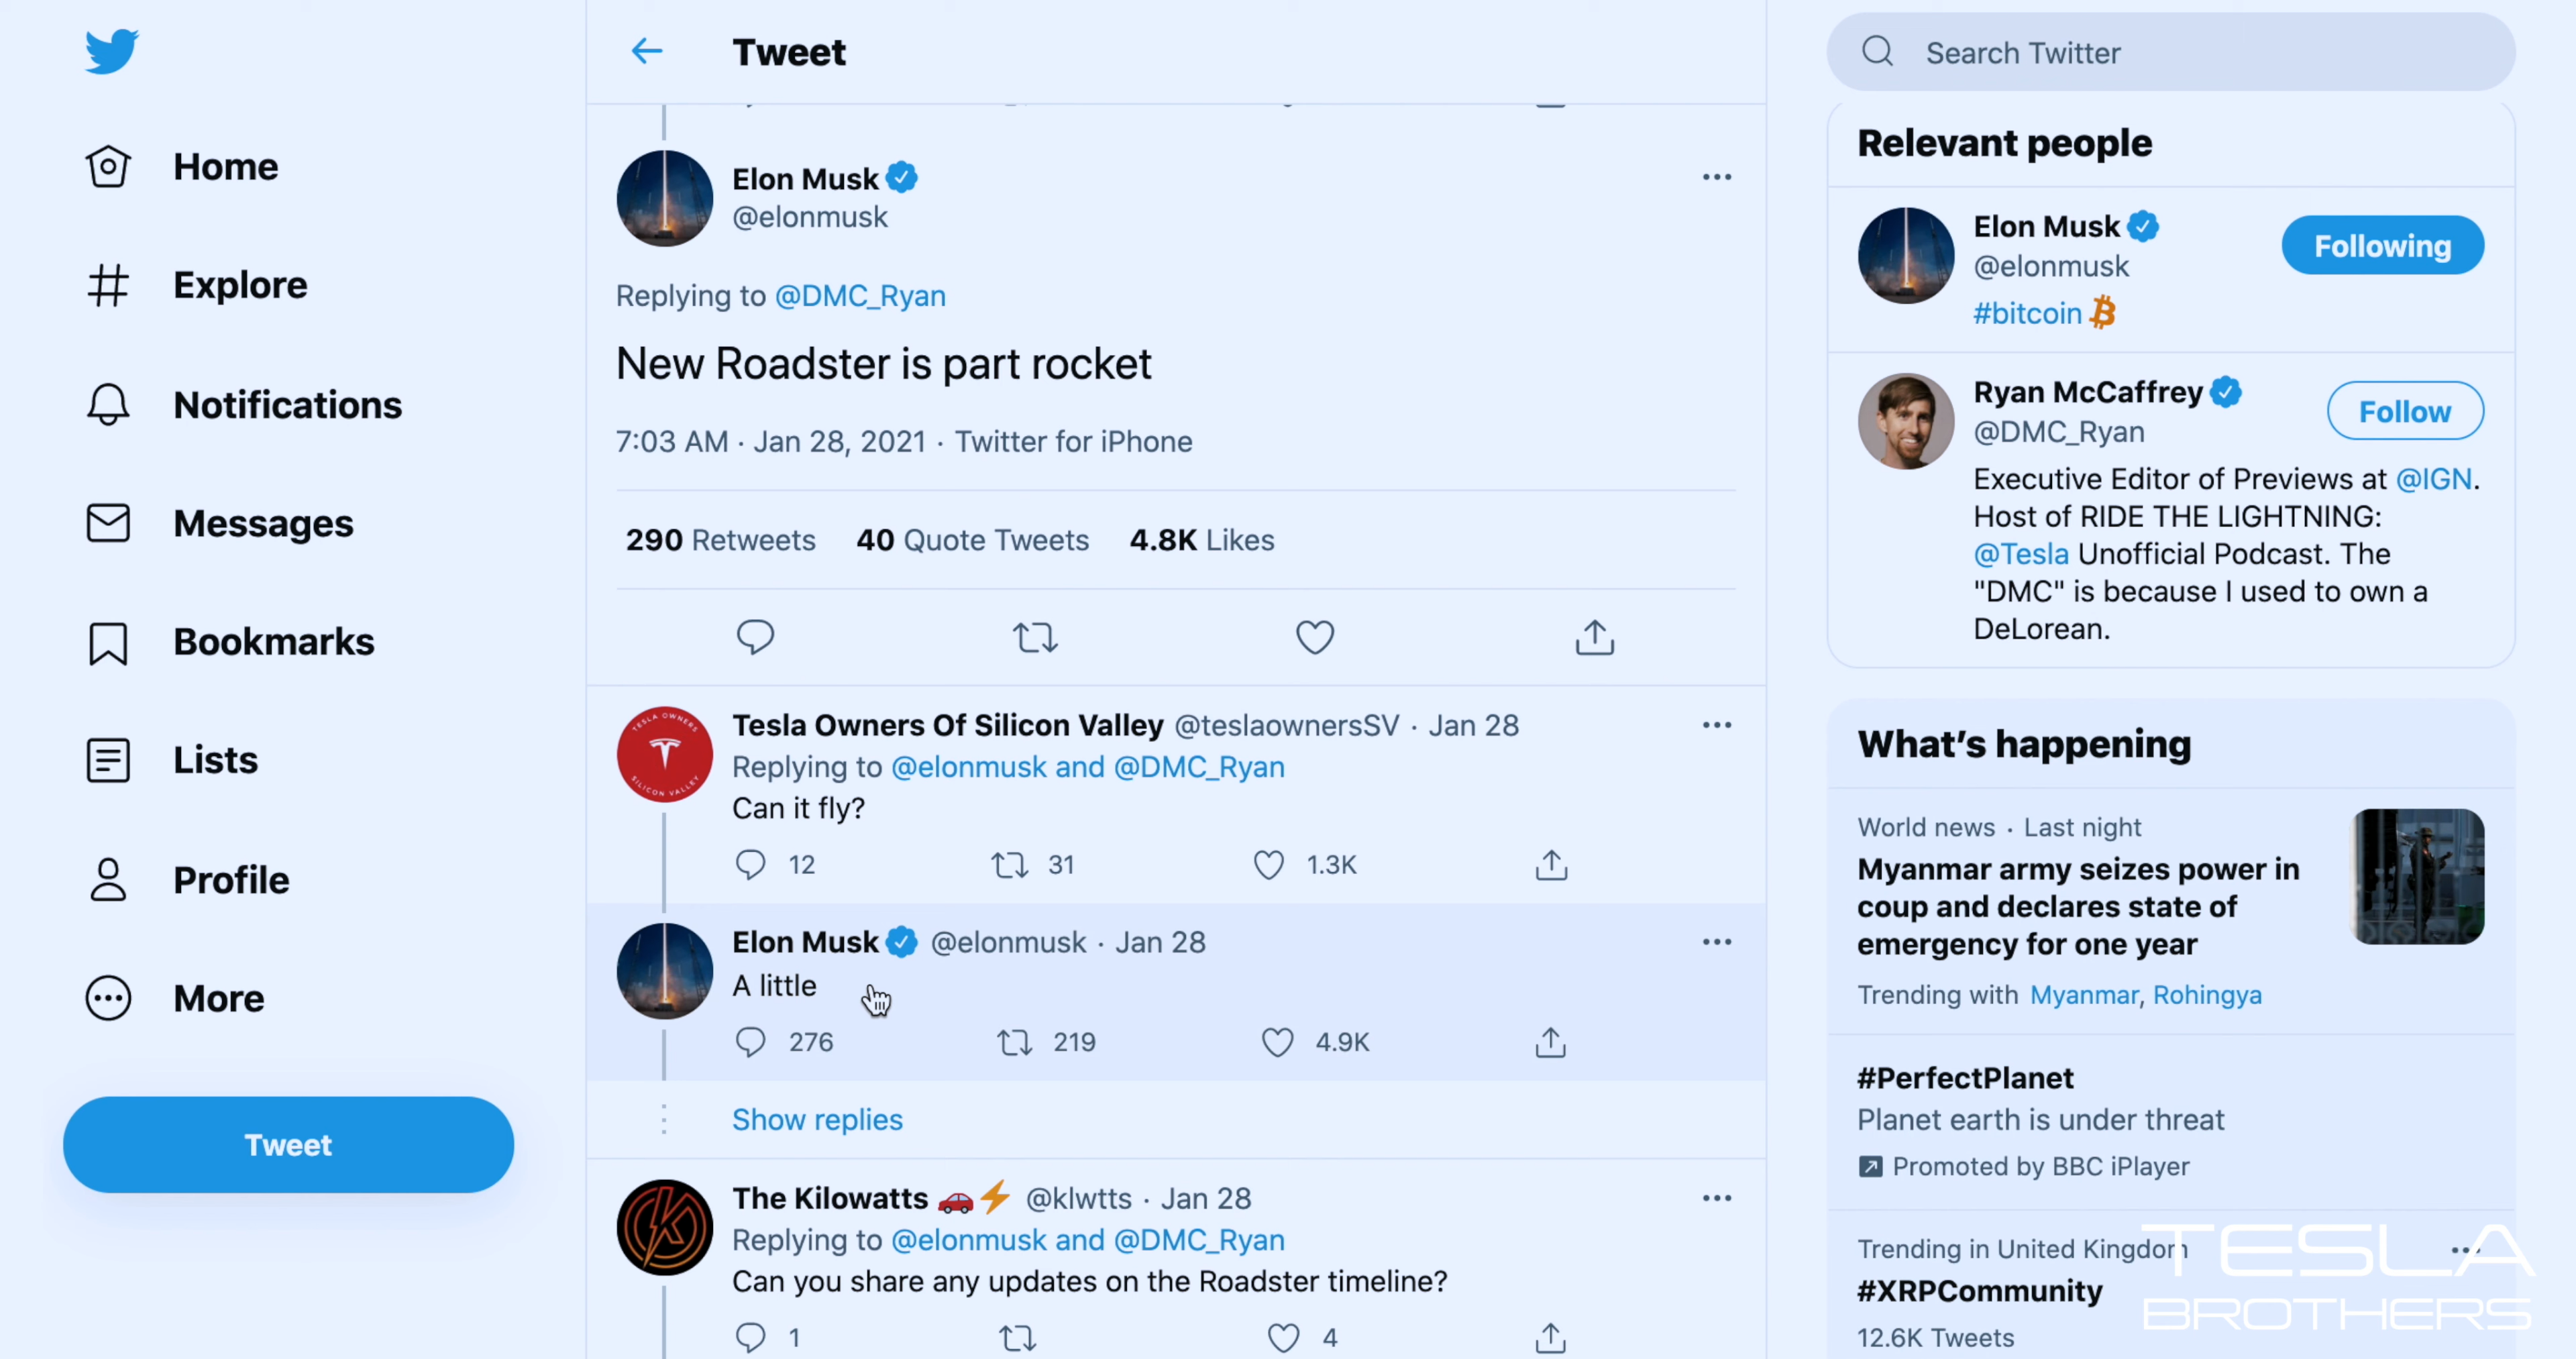 Home
Explore
Notifications
Messages
Bookmarks
Lists
Profile
More
Tweet
Tweet
Elon Musk
@elonmusk
Replying to @DMC_Ryan
New Roadster is part rocket
7:03 AM · Jan 28, 2021 · Twitter for iPhone
290 Retweets 40 Quote Tweets 4.8K Likes
TESLA OWNERS
SILICON VALLEY
Tesla Owners Of Silicon Valley @teslaownersSV · Jan 28
Replying to @elonmusk and @DMC_Ryan
Can it fly?
12 31 1.3K
Elon Musk @elonmusk · Jan 28
A little
276 219 4.9K
Show replies
The Kilowatts 🚗⚡ @klwtts · Jan 28
Replying to @elonmusk and @DMC_Ryan
Can you share any updates on the Roadster timeline?
1 4
Search Twitter
Relevant people
Elon Musk
@elonmusk
Following
#bitcoin
Ryan McCaffrey
@DMC_Ryan
Follow
Executive Editor of Previews at @IGN.
Host of RIDE THE LIGHTNING:
@Tesla Unofficial Podcast. The
"DMC" is because I used to own a
DeLorean.
What's happening
World news · Last night
Myanmar army seizes power in
coup and declares state of
emergency for one year
Trending with Myanmar, Rohingya
#PerfectPlanet
Planet earth is under threat
Promoted by BBC iPlayer
Trending in United Kingdom
#XRPCommunity
12.6K Tweets
TESLA
BROTHERS